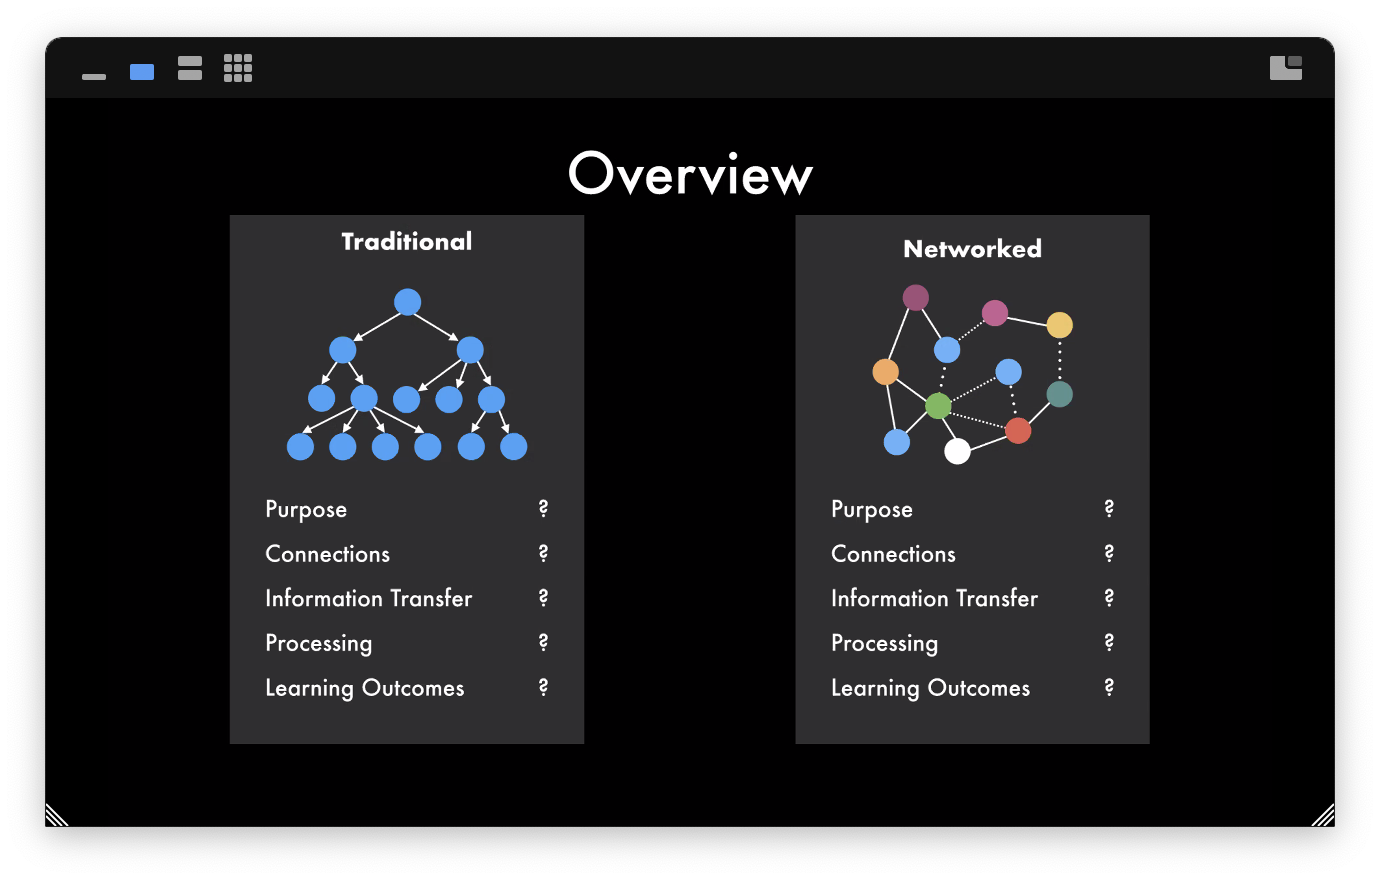 Overview
Traditional
Purpose ?
Connections ?
Information Transfer ?
Processing ?
Learning Outcomes ?
Networked
Purpose ?
Connections ?
Information Transfer ?
Processing ?
Learning Outcomes ?